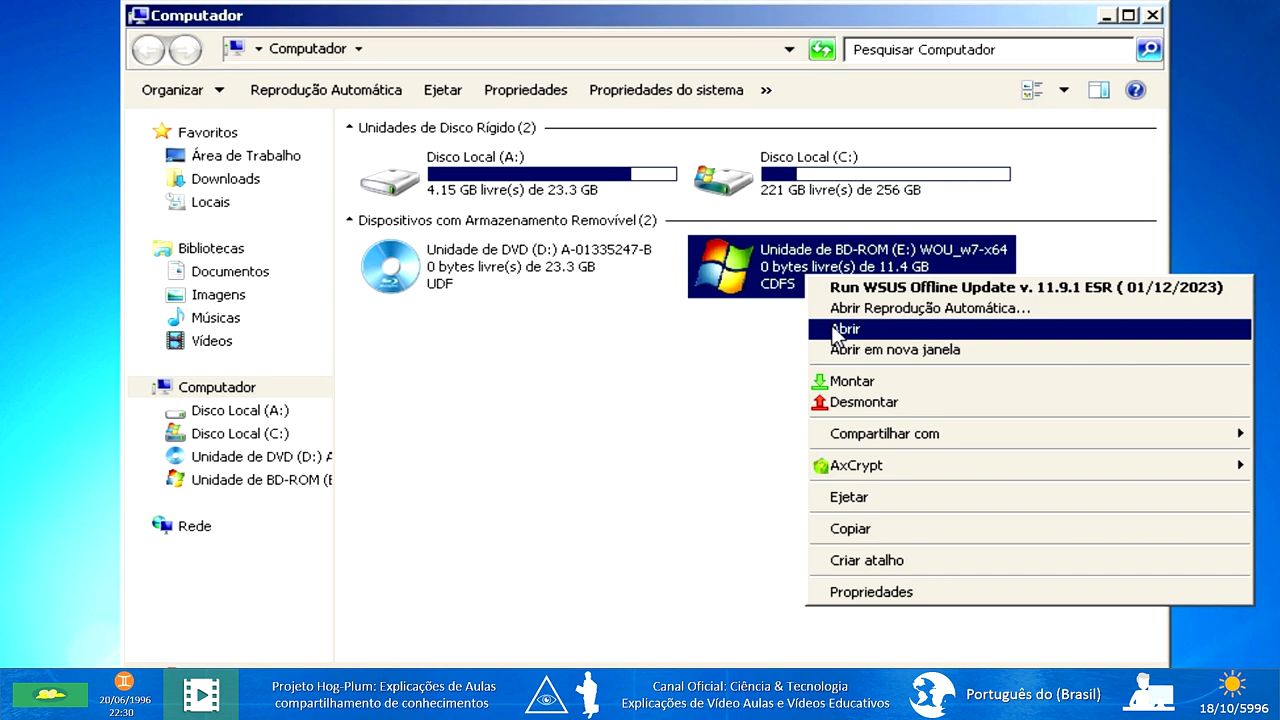 Computador
Computador
Pesquisar Computador
Organizar
Reprodução Automática
Ejetar
Propriedades
Propriedades do sistema
»
Favoritos
Área de Trabalho
Downloads
Locais
Bibliotecas
Documentos
Imagens
Músicas
Vídeos
Computador
Disco Local (A:)
Disco Local (C:)
Unidade de DVD (D:) A
Unidade de BD-ROM (E
Rede
Unidades de Disco Rígido (2)
Disco Local (A:)
4.15 GB livre(s) de 23.3 GB
Disco Local (C:)
221 GB livre(s) de 256 GB
Dispositivos com Armazenamento Removível (2)
Unidade de DVD (D:) A-01335247-B
0 bytes livre(s) de 23.3 GB
UDF
Unidade de BD-ROM (E:) WOU_w7-x64
0 bytes livre(s) de 11.4 GB
CDFS
Run WSUS Offline Update v. 11.9.1 ESR ( 01/12/2023)
Abrir Reprodução Automática...
Abrir
Abrir em nova janela
Montar
Desmontar
Compartilhar com
AxCrypt
Ejetar
Copiar
Criar atalho
Propriedades
20/06/1996
22:30
Projeto Hog-Plum: Explicações de Aulas
compartilhamento de conhecimentos
Canal Oficial: Ciência & Tecnologia
Explicações de Vídeo Aulas e Vídeos Educativos
Português do (Brasil)
18/10/5996